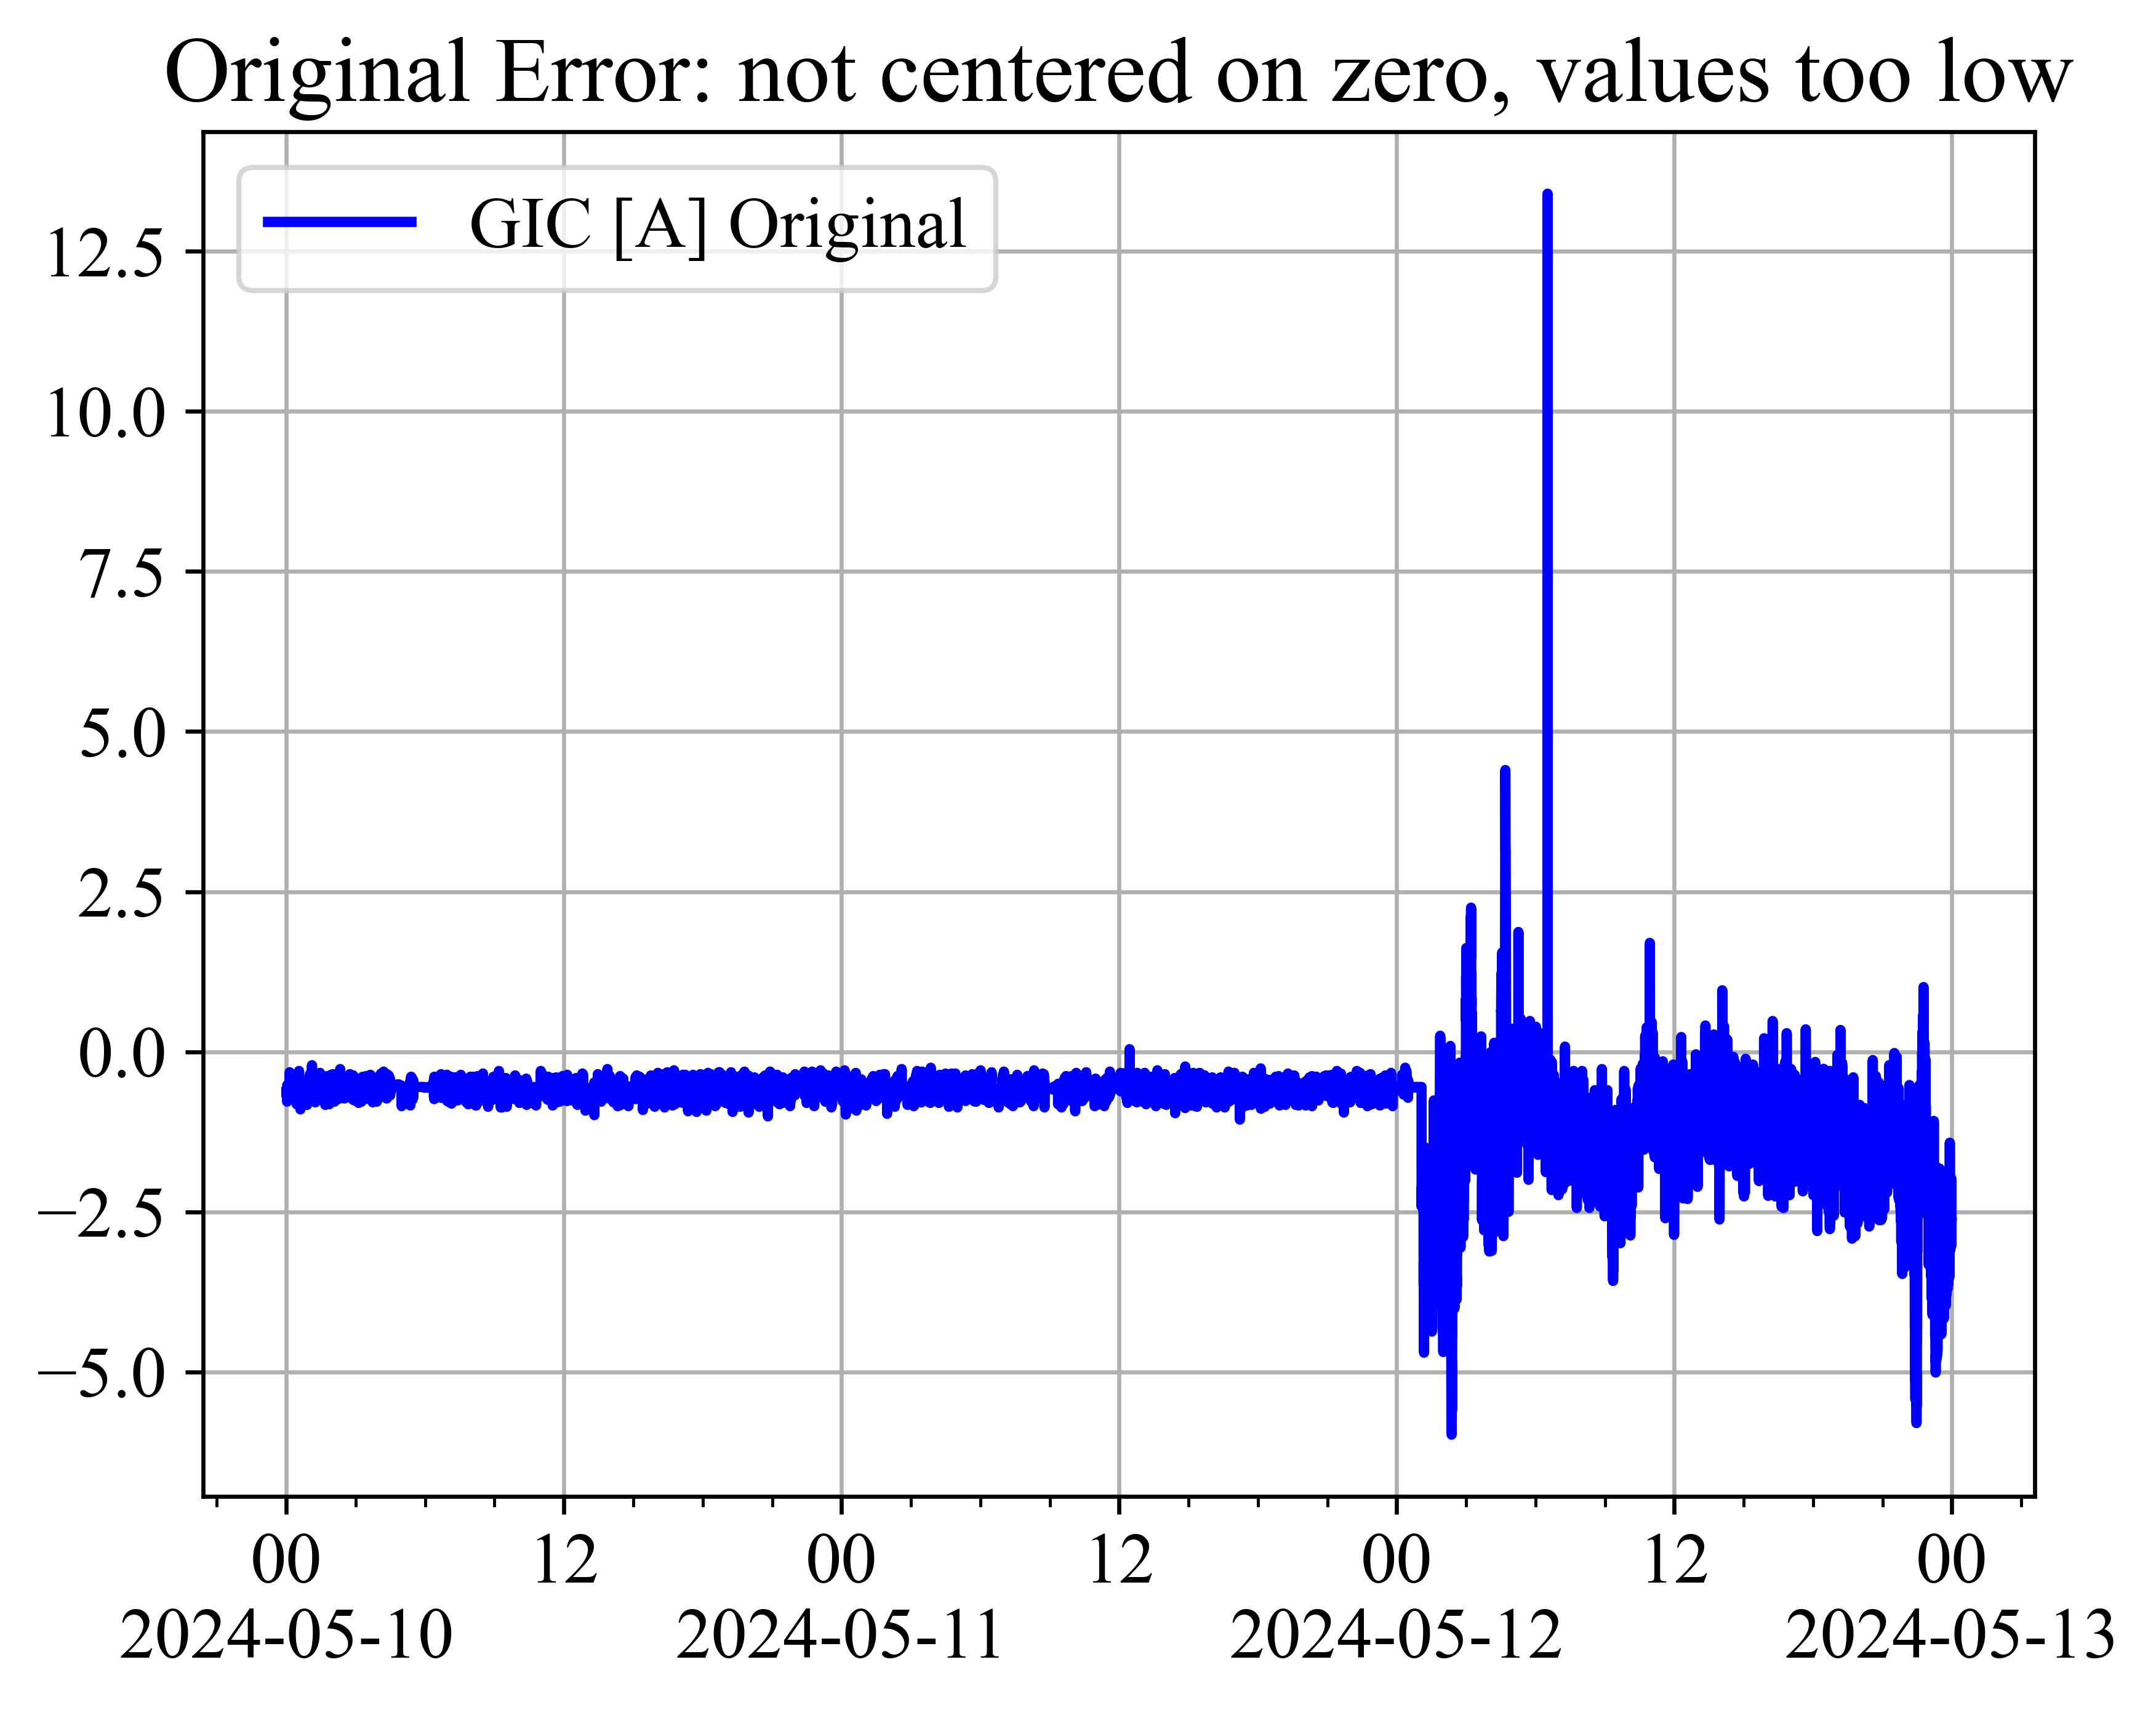 Original Error: not centered on zero, values too low
GIC [A] Original
12.5
10.0
7.5
5.0
2.5
0.0
−2.5
−5.0
00 12 00 12 00 12 00
2024-05-10 2024-05-11 2024-05-12 2024-05-13